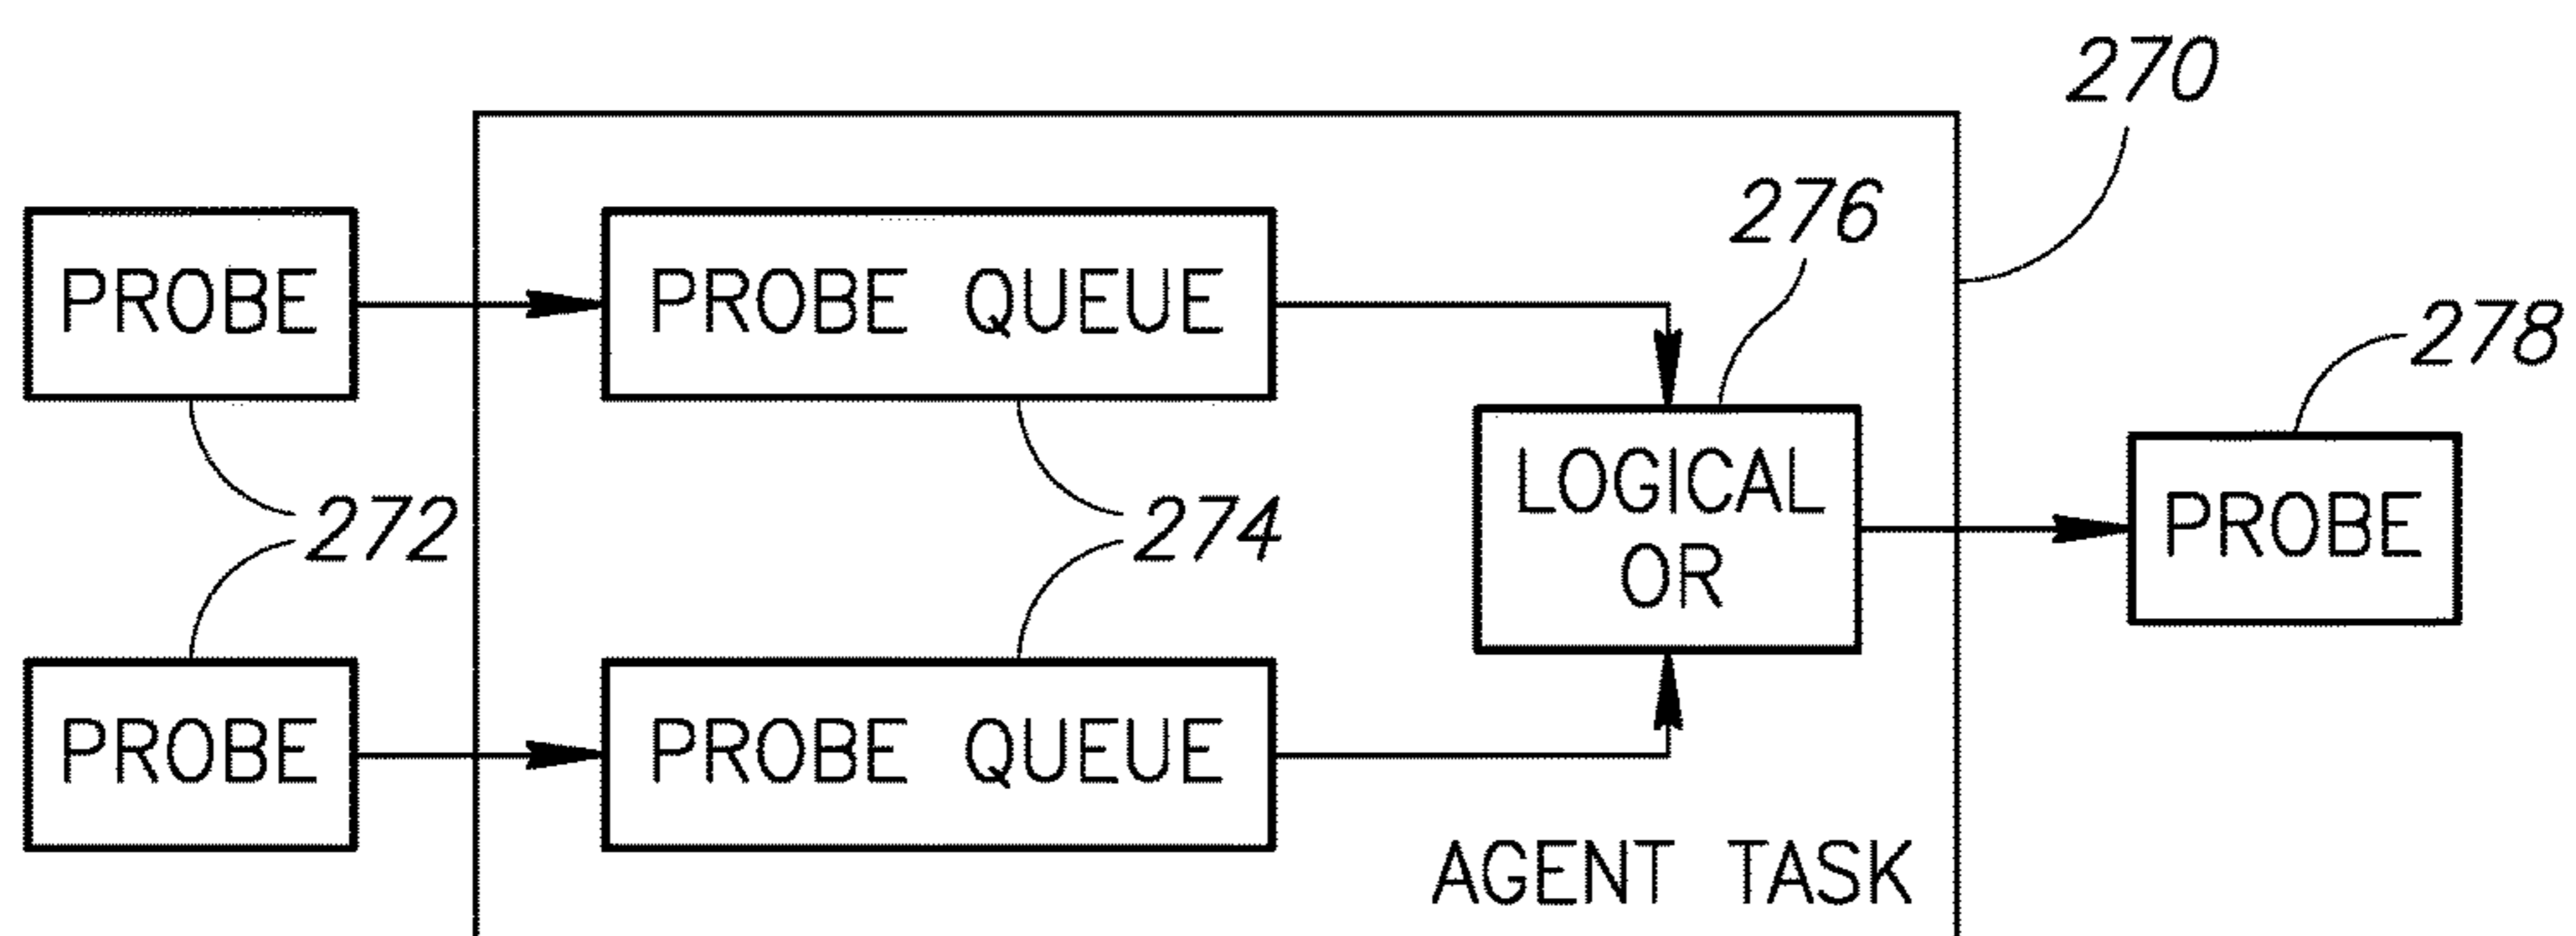 270
276
PROBE
PROBE QUEUE
278
LOGICAL
OR
PROBE
272
274
PROBE
PROBE QUEUE
AGENT TASK